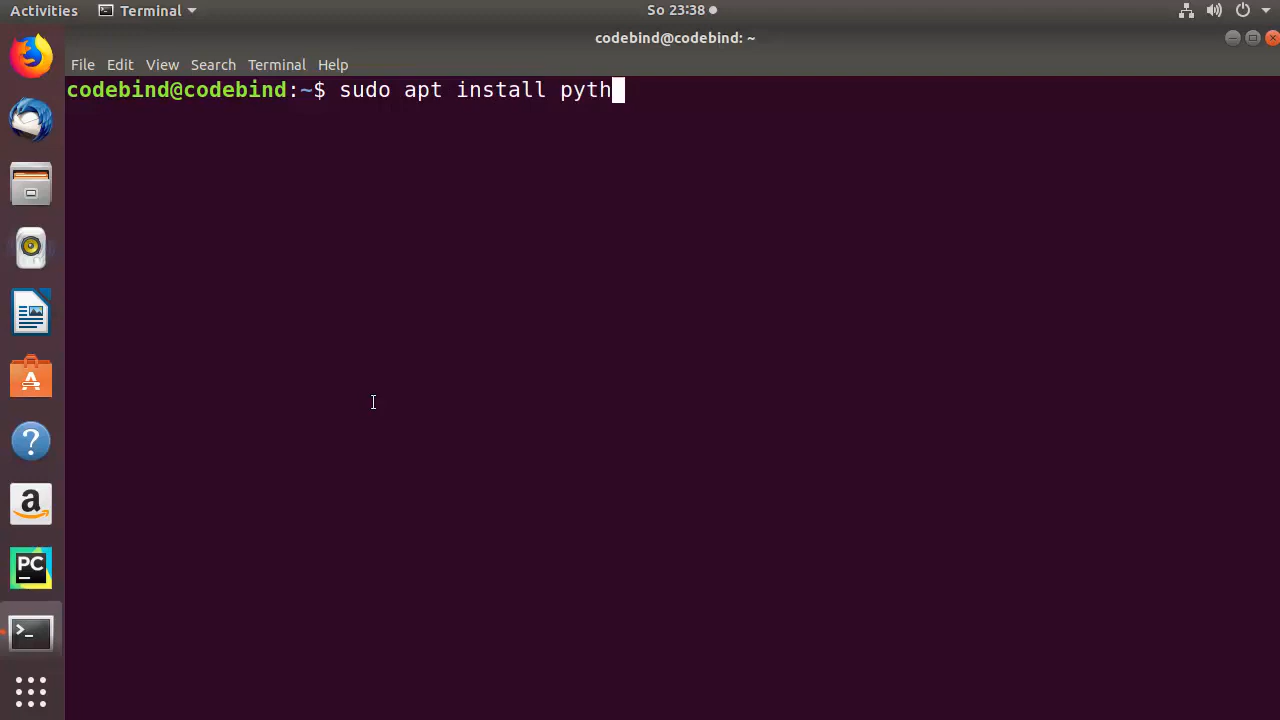 Activities Terminal So 23:38
codebind@codebind: ~
File Edit View Search Terminal Help
codebind@codebind:~$ sudo apt install pyth
A
?
a
PC
>_